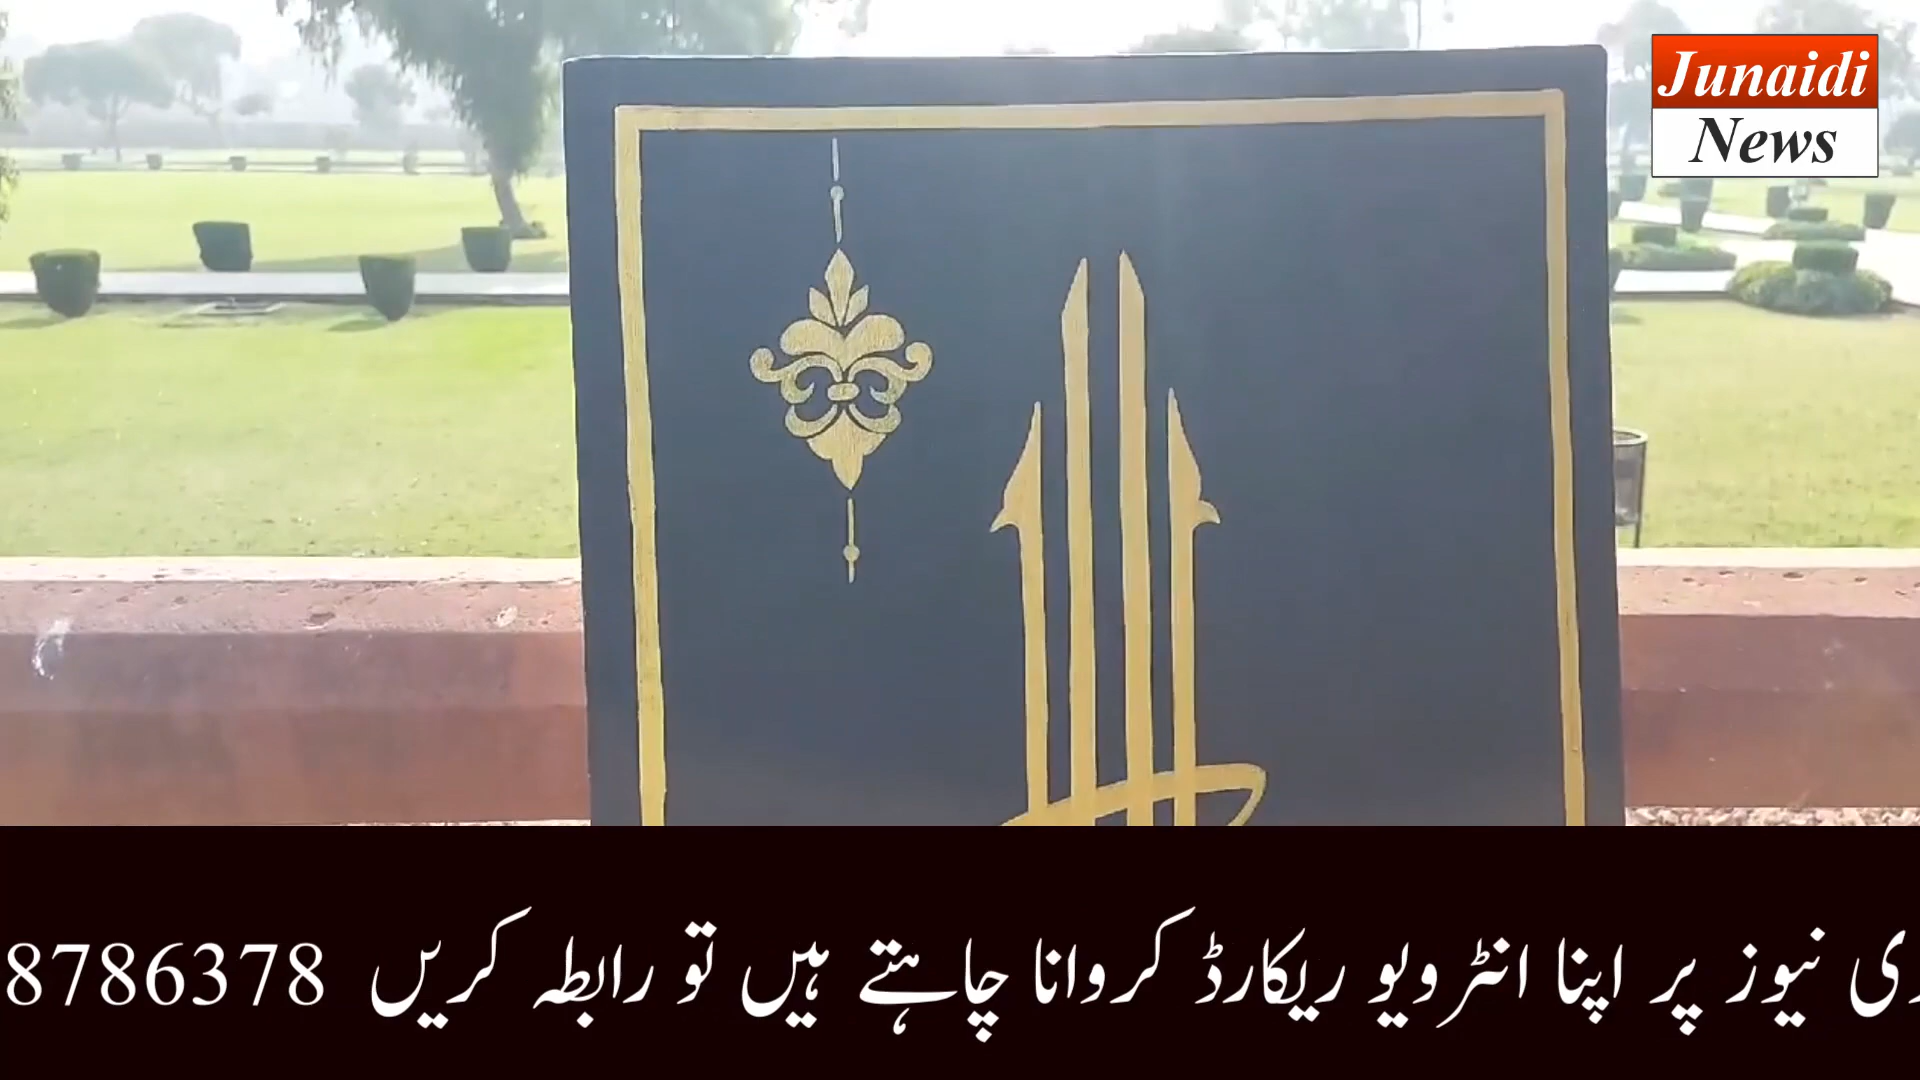 Junaidi
News
نیوز پر اپنا انٹرویو ریکارڈ کروانا چاہتے ہیں تو رابطہ کریں 8786378